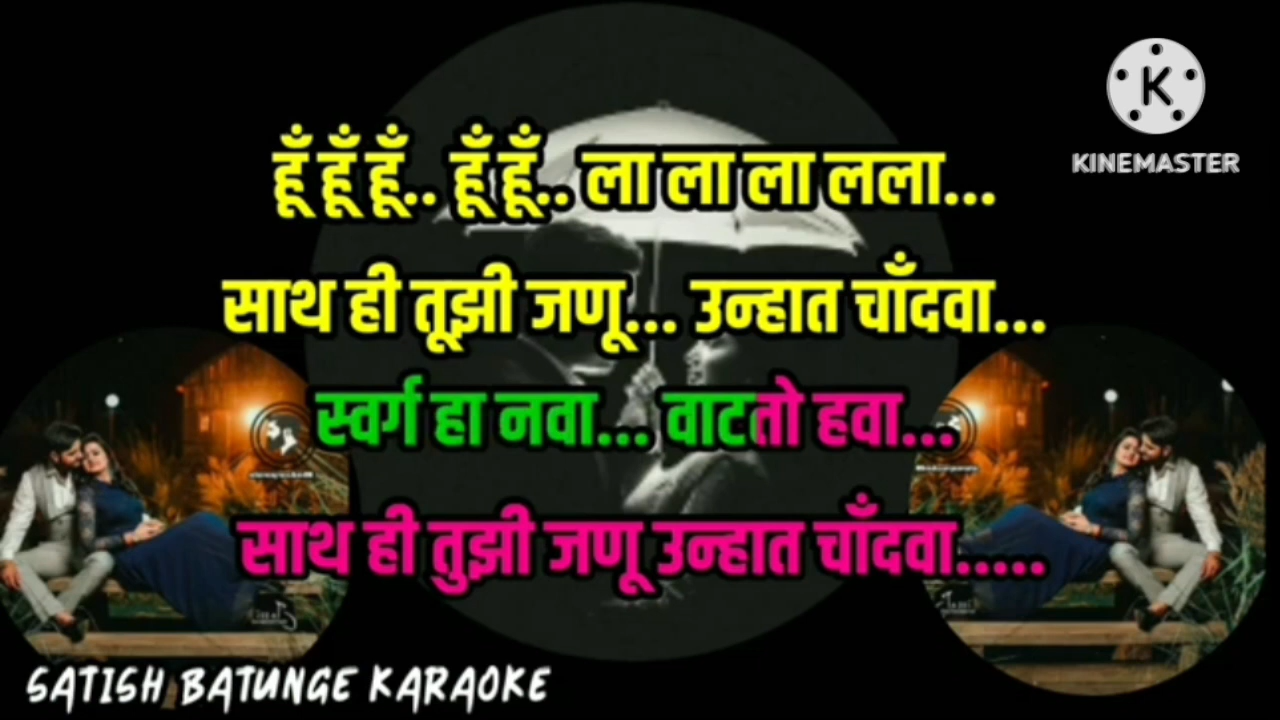 हूँ हूँ हूँ.. हूँ हूँ.. ला ला ला लला...
साथ ही तूझी जणू... उन्हात चाँदवा...
स्वर्ग हा नवा... वाटतो हवा...
साथ ही तुझी जणू उन्हात चाँदवा.....
SATISH BATUNGE KARAOKE
KINEMASTER